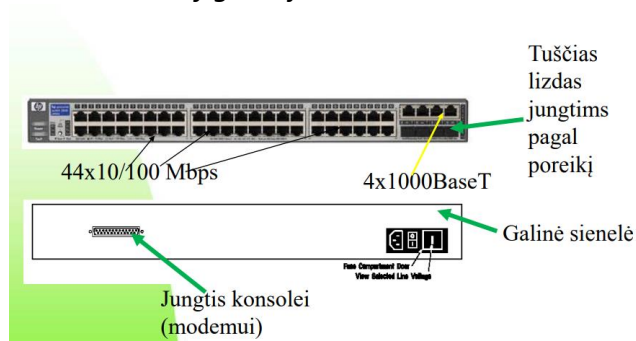 Tuščias
lizdas
jungtims
pagal
poreikį
hp
44x10/100 Mbps
4x1000BaseT
Galinė sienelė
Fuse Compartment Door
View Selected Line Voltage
Jungtis konsolei
(modemui)